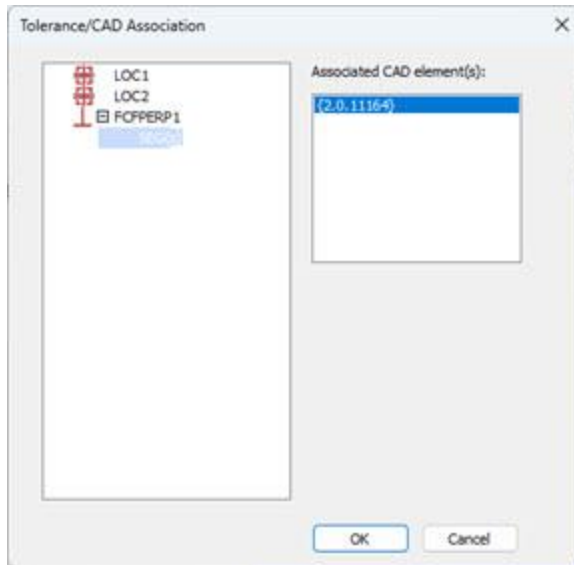 Tolerance/CAD Association
LOC1
LOC2
FCFPERP1
Associated CAD element(s):
{2.0.11164}
OK
Cancel